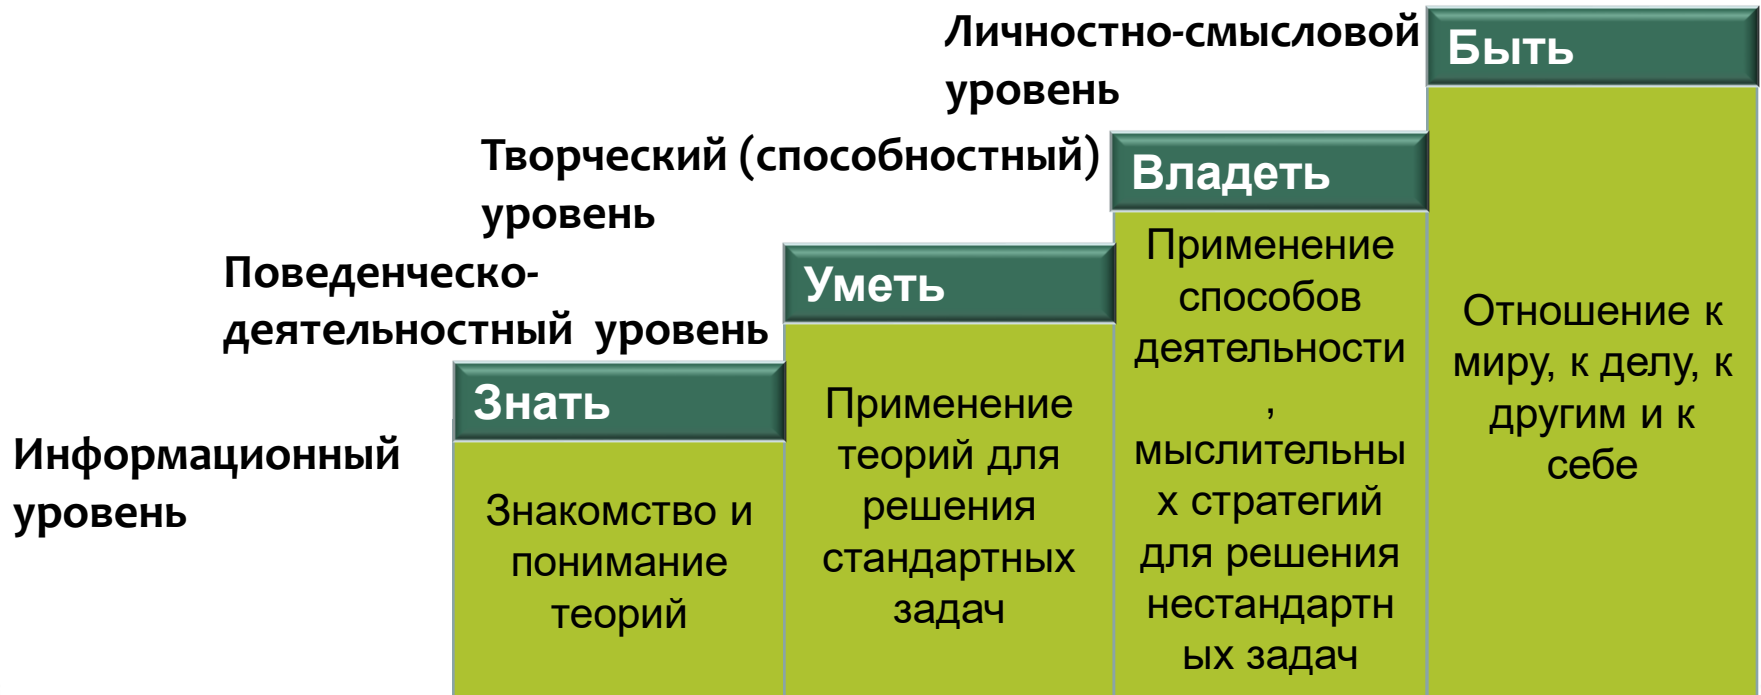 Личностно-смысловой
уровень
Быть
Творческий (способностный)
уровень
Владеть
Поведенческо-
деятельностный уровень
Уметь
Информационный
уровень
Знать
Знакомство и
понимание
теорий
Применение
теорий для
решения
стандартных
задач
Применение
способов
деятельности
,
мыслительны
х стратегий
для решения
нестандартн
ых задач
Отношение к
миру, к делу, к
другим и к
себе